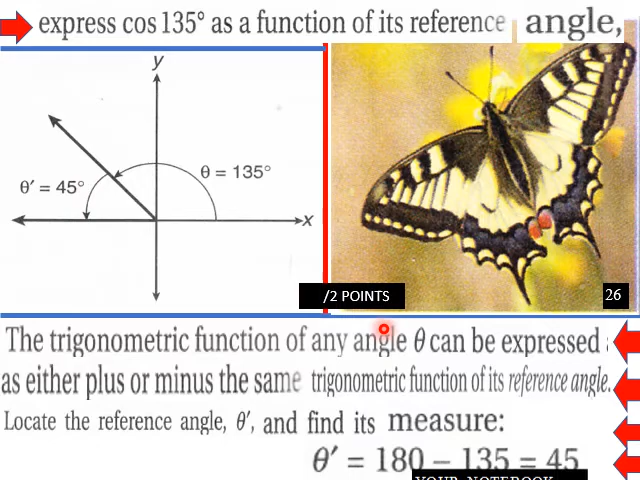 express cos 135° as a function of its reference angle,
y
θ = 135°
θ′ = 45°
x
/2 POINTS
26
The trigonometric function of any angle θ can be expressed
as either plus or minus the same trigonometric function of its reference angle.
Locate the reference angle, θ′, and find its measure:
θ′ = 180 − 135 = 45
YOUR NOTEBOOK